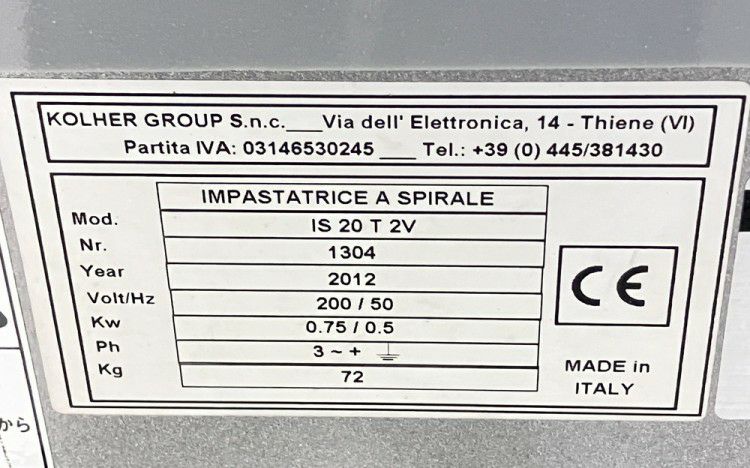 KOLHER GROUP S.n.c.___Via dell' Elettronica, 14 - Thiene (VI)
Partita IVA: 03146530245 ___ Tel.: +39 (0) 445/381430
IMPASTATRICE A SPIRALE
Mod. IS 20 T 2V
Nr. 1304
Year 2012
Volt/Hz 200 / 50
Kw 0.75 / 0.5
Ph 3 ~ + ⏚
Kg 72
CE
MADE in
ITALY
から